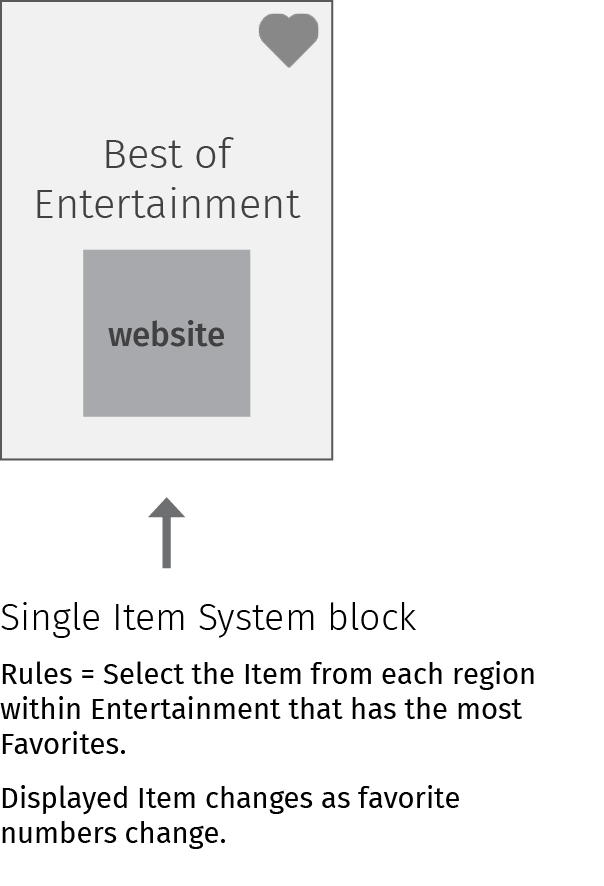 Best of
Entertainment
website
Single Item System block
Rules = Select the Item from each region
within Entertainment that has the most
Favorites.
Displayed Item changes as favorite
numbers change.